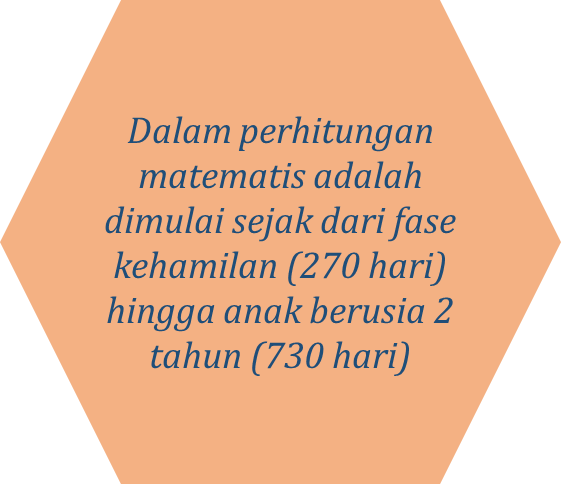 Dalam perhitungan
matematis adalah
dimulai sejak dari fase
kehamilan (270 hari)
hingga anak berusia 2
tahun (730 hari)